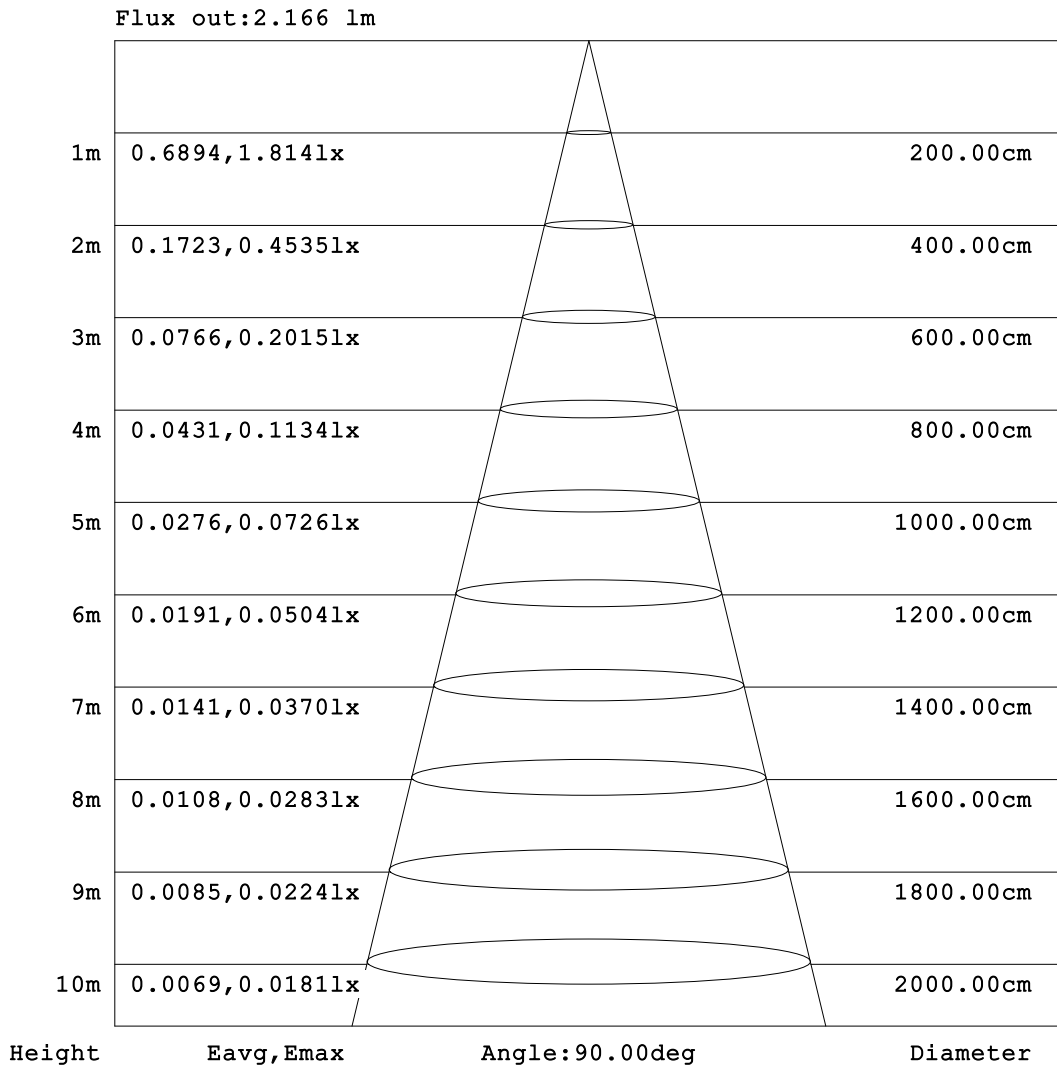 Flux out:2.166 lm
1m 0.6894,1.814lx 200.00cm
2m 0.1723,0.4535lx 400.00cm
3m 0.0766,0.2015lx 600.00cm
4m 0.0431,0.1134lx 800.00cm
5m 0.0276,0.0726lx 1000.00cm
6m 0.0191,0.0504lx 1200.00cm
7m 0.0141,0.0370lx 1400.00cm
8m 0.0108,0.0283lx 1600.00cm
9m 0.0085,0.0224lx 1800.00cm
10m 0.0069,0.0181lx 2000.00cm
Height Eavg,Emax Angle:90.00deg Diameter